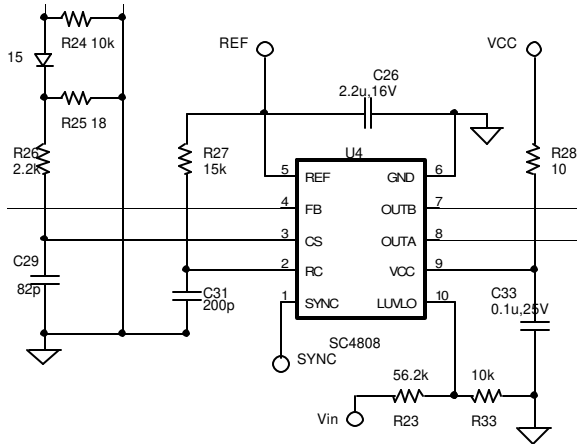 R24 10k
15
R25 18
R26
2.2k
C29
82p
REF
R27
15k
C31
200p
C26
2.2u,16V
U4
5 REF GND 6
4 FB OUTB 7
3 CS OUTA 8
2 RC VCC 9
1 SYNC LUVLO 10
SC4808
SYNC
VCC
R28
10
C33
0.1u,25V
56.2k
R23
10k
R33
Vin